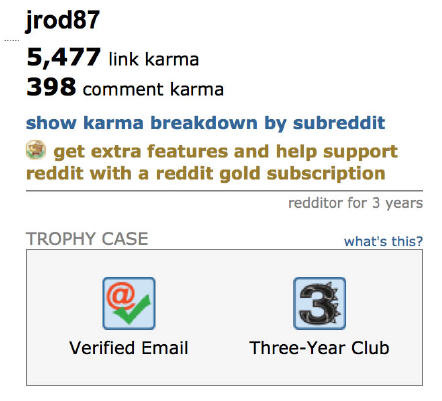 jrod87
5,477 link karma
398 comment karma
show karma breakdown by subreddit
get extra features and help support
reddit with a reddit gold subscription
redditor for 3 years
TROPHY CASE what's this?
@ 3
Verified Email Three-Year Club